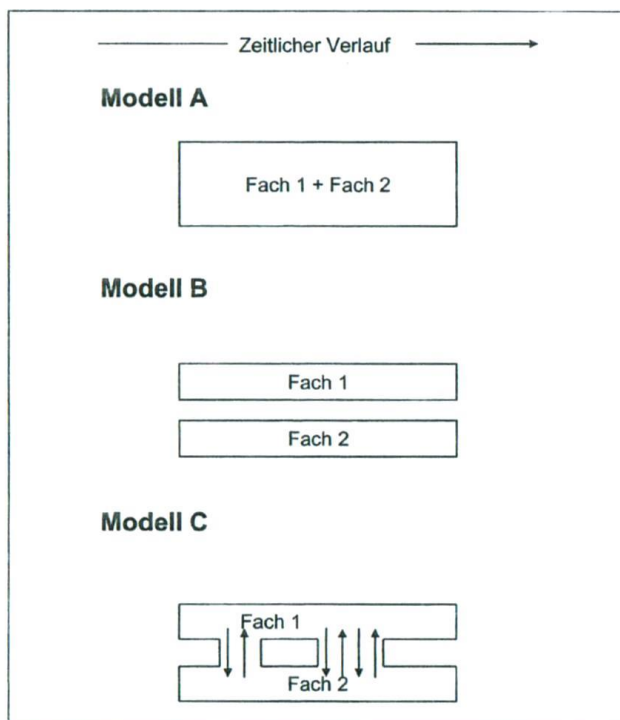 Zeitlicher Verlauf
Modell A
Fach 1 + Fach 2
Modell B
Fach 1
Fach 2
Modell C
Fach 1
Fach 2